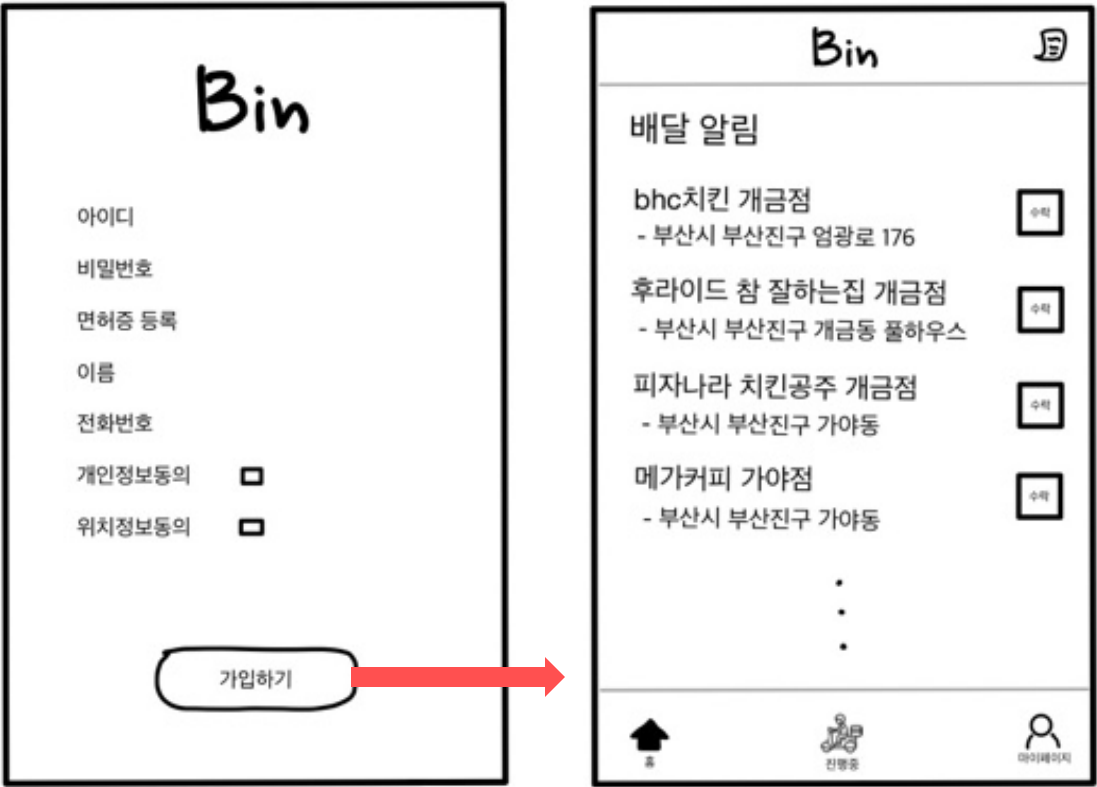 Bin
아이디
비밀번호
면허증 등록
이름
전화번호
개인정보동의
위치정보동의
가입하기
Bin
배달 알림
bhc치킨 개금점
수락
- 부산시 부산진구 엄광로 176
후라이드 참 잘하는집 개금점
수락
- 부산시 부산진구 개금동 풀하우스
피자나라 치킨공주 개금점
수락
- 부산시 부산진구 가야동
메가커피 가야점
수락
- 부산시 부산진구 가야동
홈
진행중
마이페이지